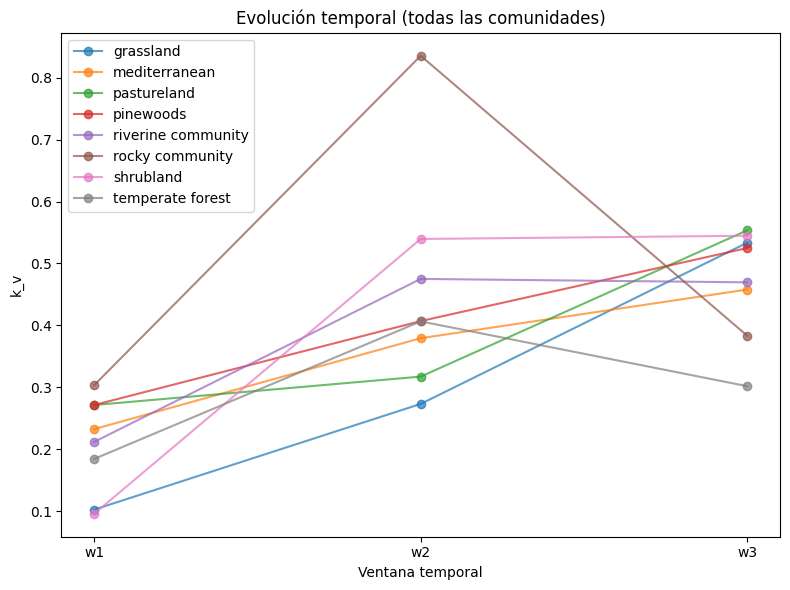 Evolución temporal (todas las comunidades)
grassland
mediterranean
pastureland
pinewoods
riverine community
rocky community
shrubland
temperate forest
k_v
0.8
0.7
0.6
0.5
0.4
0.3
0.2
0.1
w1 w2 w3
Ventana temporal